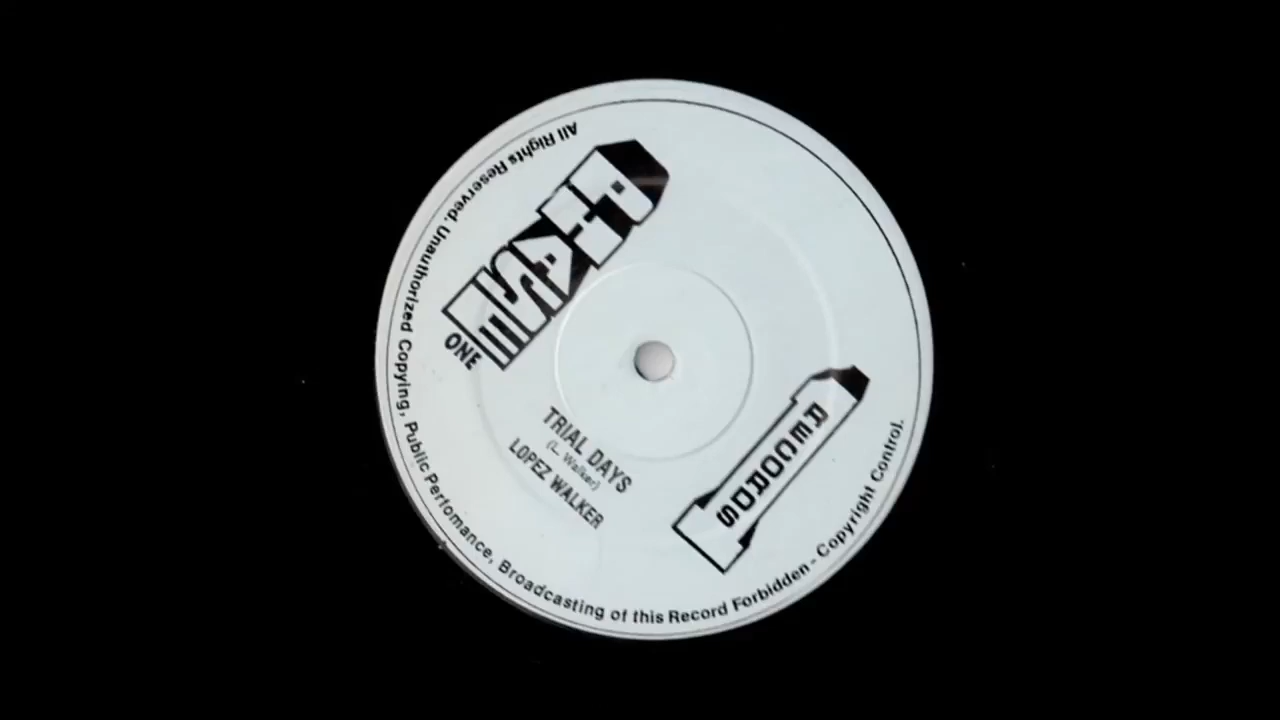 PHASE
ONE
RECORDS
TRIAL DAYS
(L. Walker)
LOPEZ WALKER
All Rights Reserved. Unauthorized Copying, Public Perfomance, Broadcasting of this Record Forbidden - Copyright Control.